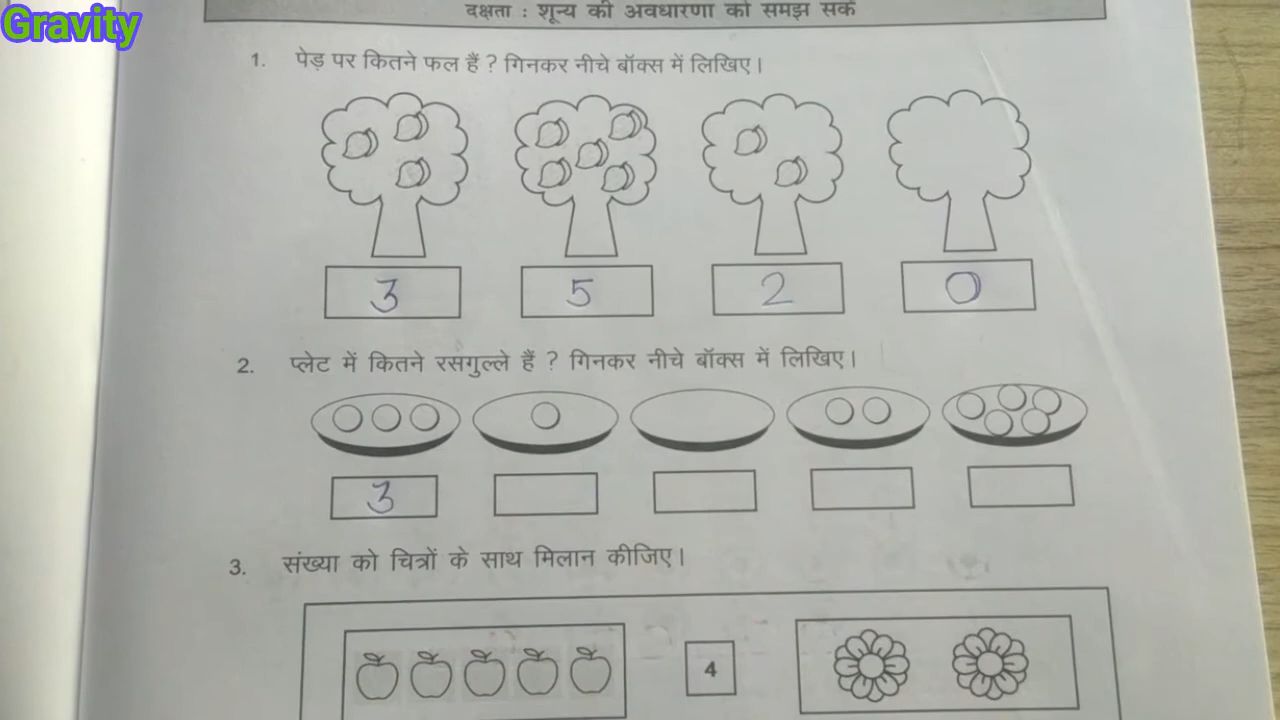 Gravity
दक्षता : शून्य की अवधारणा को समझ सकें
1. पेड़ पर कितने फल हैं ? गिनकर नीचे बॉक्स में लिखिए।
3 5 2 0
2. प्लेट में कितने रसगुल्ले हैं ? गिनकर नीचे बॉक्स में लिखिए।
3
3. संख्या को चित्रों के साथ मिलान कीजिए।
4